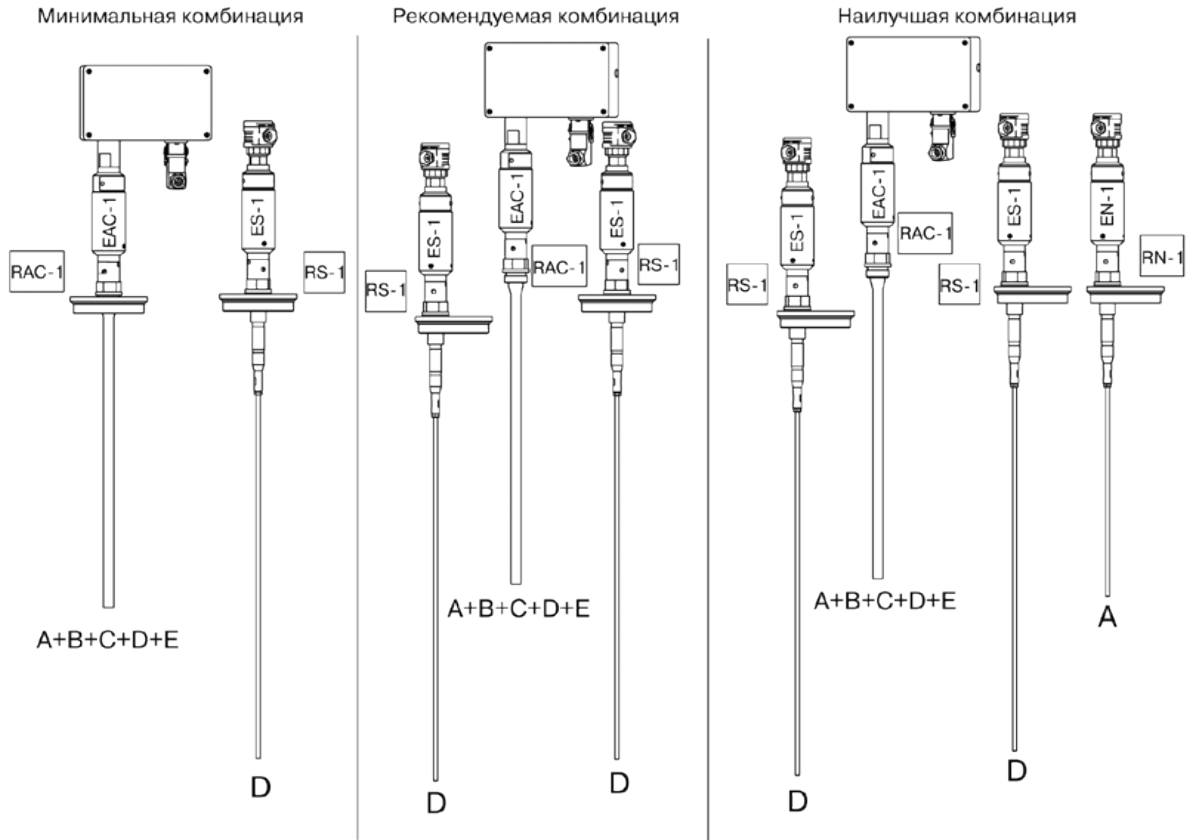 Минимальная комбинация
EAC-1
ES-1
RAC-1
RS-1
A+B+C+D+E
D
Рекомендуемая комбинация
ES-1
EAC-1
ES-1
RS-1
RAC-1
RS-1
A+B+C+D+E
D
D
Наилучшая комбинация
ES-1
EAC-1
ES-1
EN-1
RS-1
RAC-1
RS-1
RN-1
A+B+C+D+E
A
D
D